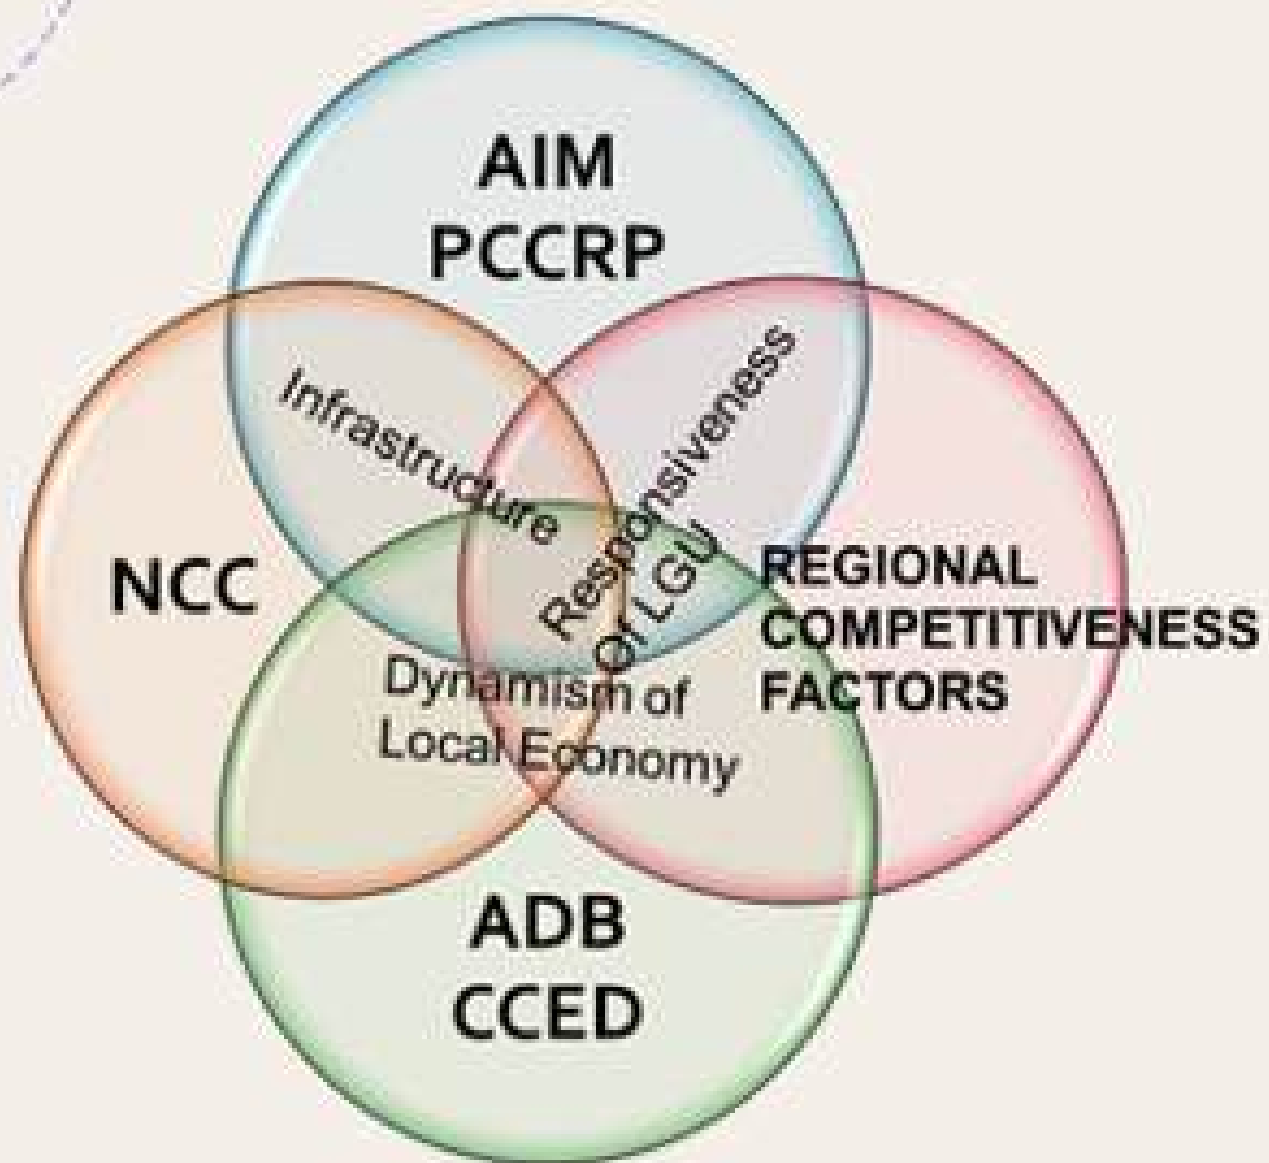 AIM
PCCRP
Infrastructure
Responsiveness
Of LGU
NCC
REGIONAL
COMPETITIVENESS
FACTORS
Dynamism of
Local Economy
ADB
CCED